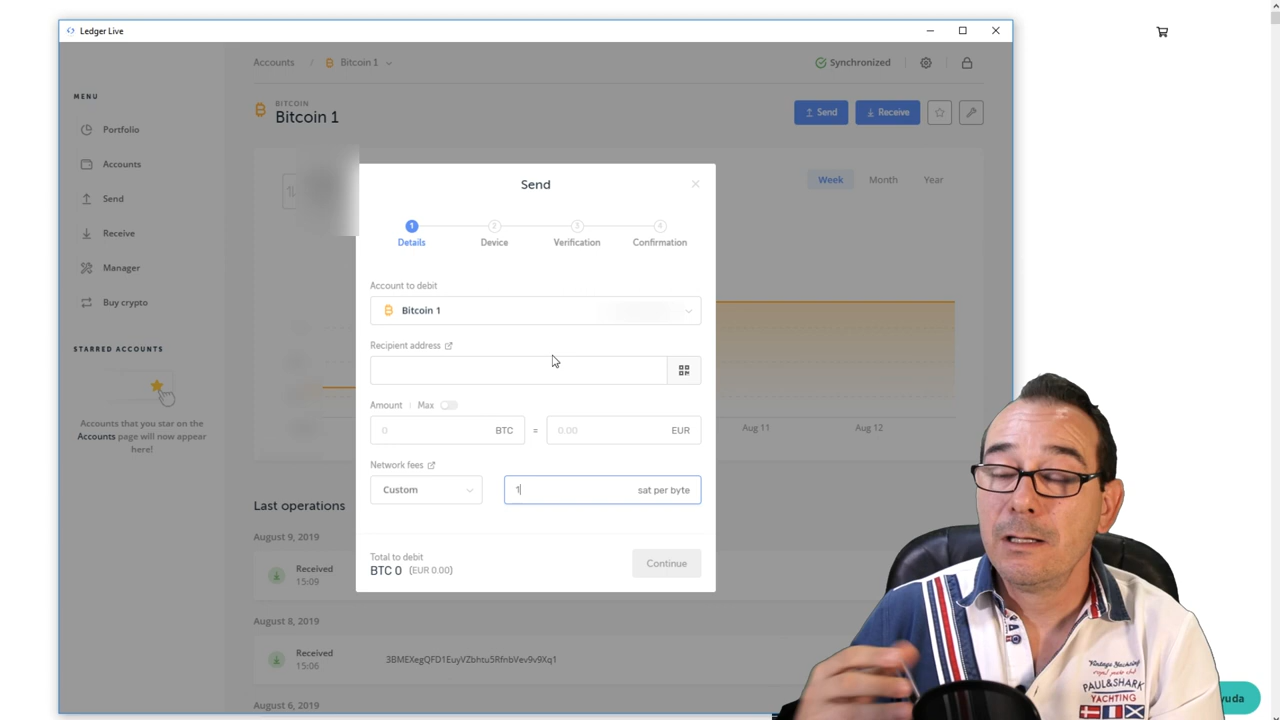 Ledger Live
Accounts / Bitcoin 1
Synchronized
MENU
Portfolio
Accounts
Send
Receive
Manager
Buy crypto
STARRED ACCOUNTS
Accounts that you star on the
Accounts page will now appear
here!
BITCOIN
Bitcoin 1
Send
Receive
Week
Month
Year
Send
1
2
3
4
Details
Device
Verification
Confirmation
Account to debit
Bitcoin 1
Recipient address
Amount
Max
0 BTC = 0.00 EUR
Network fees
Custom
1 sat per byte
Total to debit
BTC 0 (EUR 0.00)
Continue
Aug 11
Aug 12
Last operations
August 9, 2019
Received
15:09
August 8, 2019
Received
15:06
3BMEXegQFD1EuyVZbhtu5RfnbVev9v9Xq1
August 6, 2019
Vintage Yachting
PAUL&SHARK
YACHTING